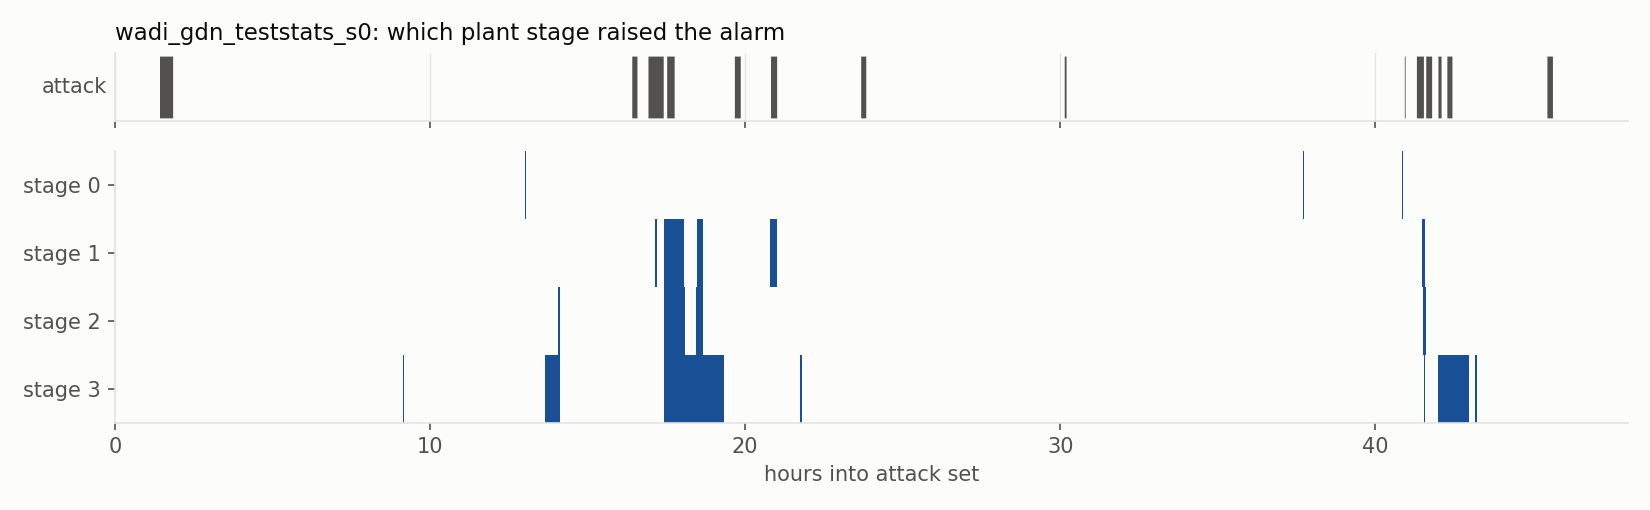 wadi_gdn_teststats_s0: which plant stage raised the alarm
attack
stage 0
stage 1
stage 2
stage 3
0 10 20 30 40
hours into attack set